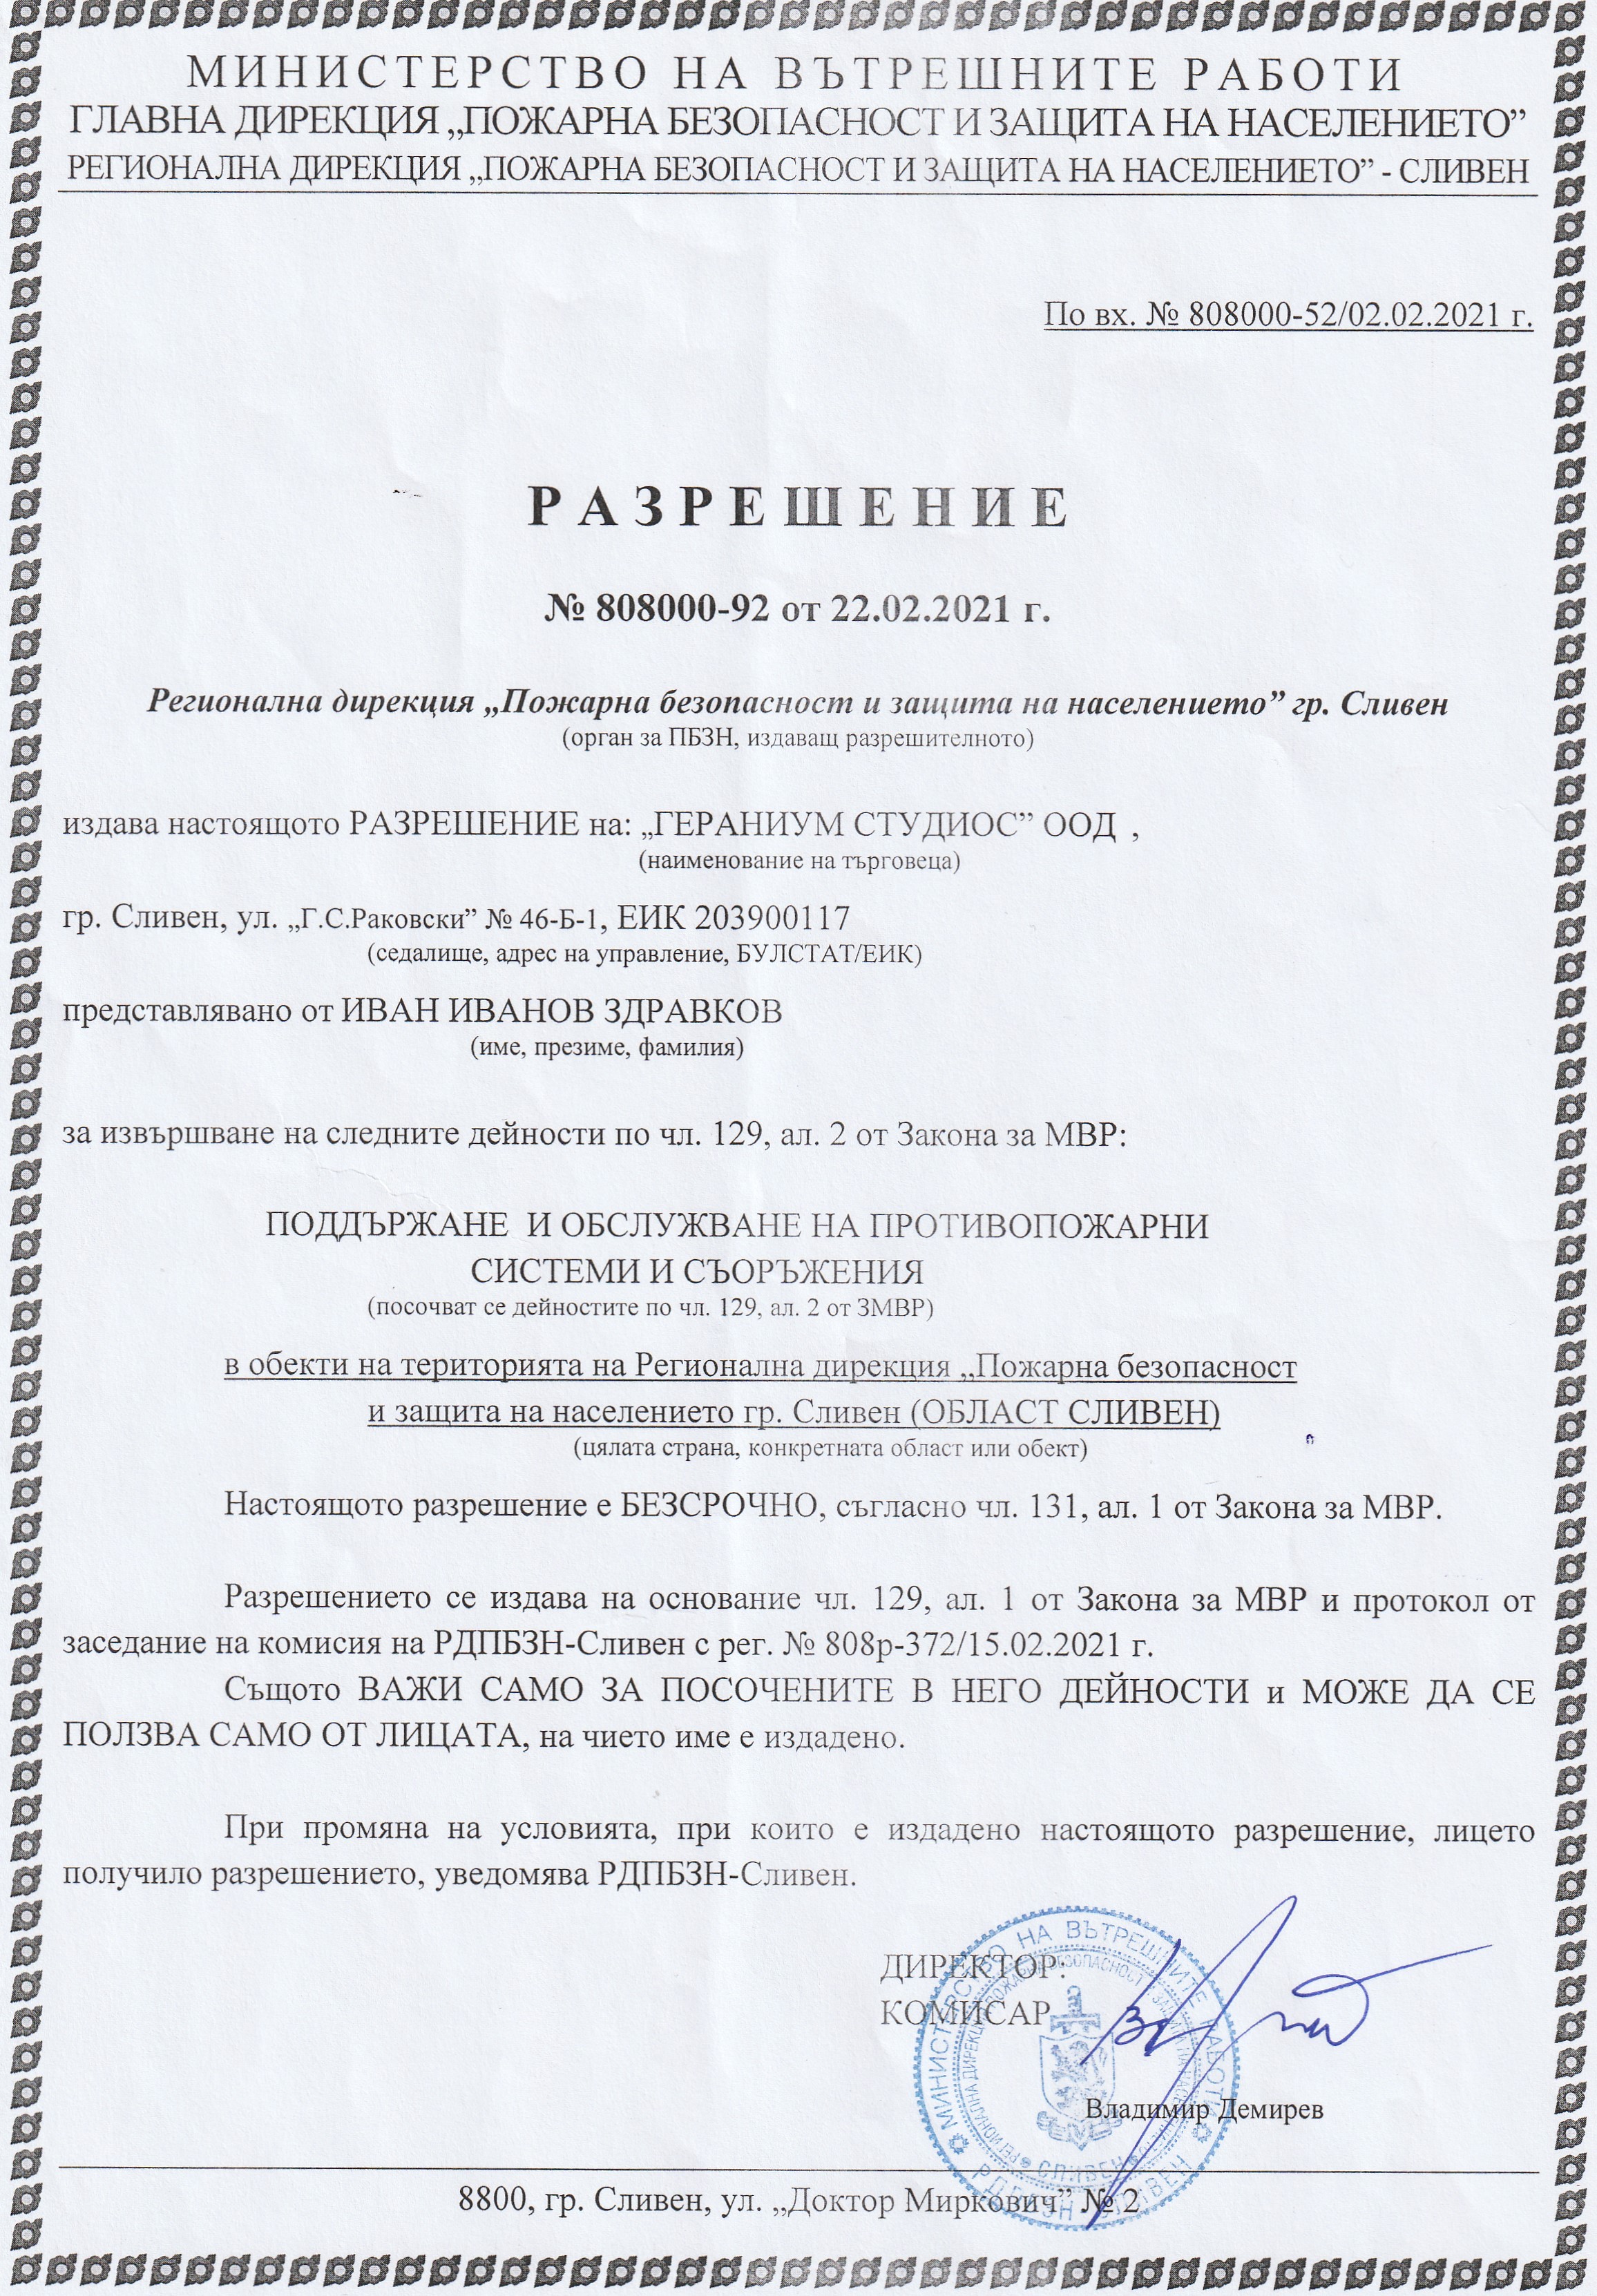 МИНИСТЕРСТВО НА ВЪТРЕШНИТЕ РАБОТИ
ГЛАВНА ДИРЕКЦИЯ „ПОЖАРНА БЕЗОПАСНОСТ И ЗАЩИТА НА НАСЕЛЕНИЕТО”
РЕГИОНАЛНА ДИРЕКЦИЯ „ПОЖАРНА БЕЗОПАСНОСТ И ЗАЩИТА НА НАСЕЛЕНИЕТО” - СЛИВЕН
По вх. № 808000-52/02.02.2021 г.
РАЗРЕШЕНИЕ
№ 808000-92 от 22.02.2021 г.
Регионална дирекция „Пожарна безопасност и защита на населението” гр. Сливен
(орган за ПБЗН, издаващ разрешителното)
издава настоящото РАЗРЕШЕНИЕ на: „ГЕРАНИУМ СТУДИОС” ООД ,
(наименование на търговеца)
гр. Сливен, ул. „Г.С.Раковски” № 46-Б-1, ЕИК 203900117
(седалище, адрес на управление, БУЛСТАТ/ЕИК)
представлявано от ИВАН ИВАНОВ ЗДРАВКОВ
(име, презиме, фамилия)
за извършване на следните дейности по чл. 129, ал. 2 от Закона за МВР:
ПОДДЪРЖАНЕ И ОБСЛУЖВАНЕ НА ПРОТИВОПОЖАРНИ
СИСТЕМИ И СЪОРЪЖЕНИЯ
(посочват се дейностите по чл. 129, ал. 2 от ЗМВР)
в обекти на територията на Регионална дирекция „Пожарна безопасност
и защита на населението гр. Сливен (ОБЛАСТ СЛИВЕН)
(цялата страна, конкретната област или обект)
Настоящото разрешение е БЕЗСРОЧНО, съгласно чл. 131, ал. 1 от Закона за МВР.
Разрешението се издава на основание чл. 129, ал. 1 от Закона за МВР и протокол от
заседание на комисия на РДПБЗН-Сливен с рег. № 808р-372/15.02.2021 г.
Същото ВАЖИ САМО ЗА ПОСОЧЕНИТЕ В НЕГО ДЕЙНОСТИ и МОЖЕ ДА СЕ
ПОЛЗВА САМО ОТ ЛИЦАТА, на чието име е издадено.
При промяна на условията, при които е издадено настоящото разрешение, лицето
получило разрешението, уведомява РДПБЗН-Сливен.
ДИРЕКТОР:
КОМИСАР
Владимир Демирев
МИНИСТЕРСТВО НА ВЪТРЕШНИТЕ РАБОТИ
РДПБЗН СЛИВЕН
СЛИВЕН
8800, гр. Сливен, ул. „Доктор Миркович” № 2